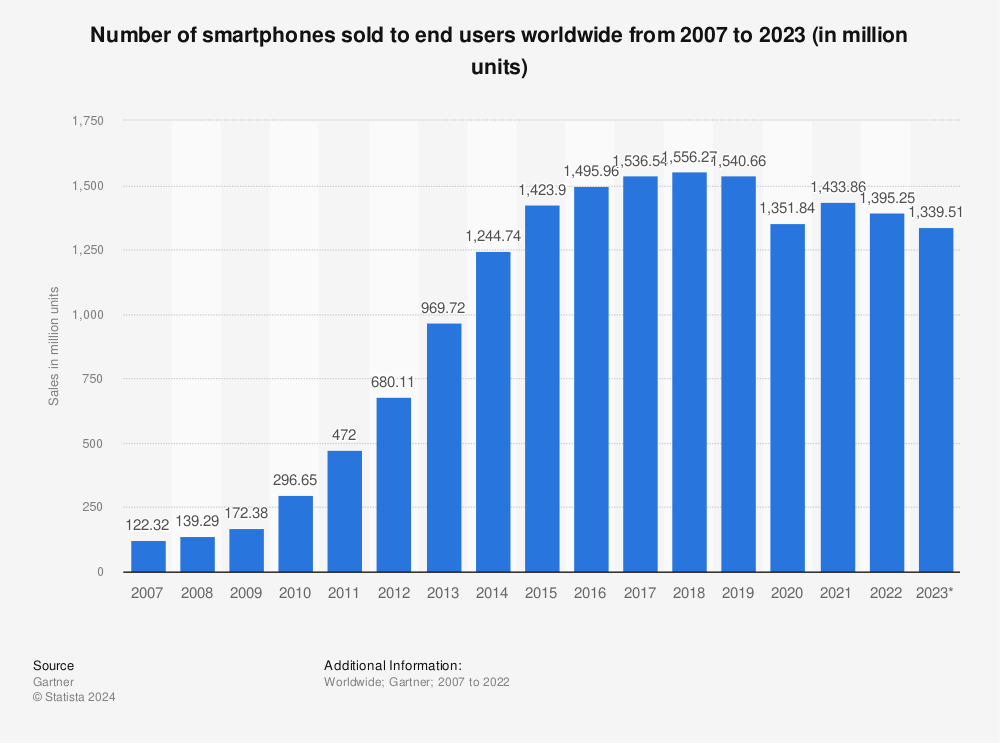 Number of smartphones sold to end users worldwide from 2007 to 2023 (in million
units)
1,750
1,500
1,250
1,000
750
500
250
0
Sales in million units
122.32
139.29
172.38
296.65
472
680.11
969.72
1,244.74
1,423.9
1,495.96
1,536.54
1,556.27
1,540.66
1,351.84
1,433.86
1,395.25
1,339.51
2007 2008 2009 2010 2011 2012 2013 2014 2015 2016 2017 2018 2019 2020 2021 2022 2023*
Source
Gartner
© Statista 2024
Additional Information:
Worldwide; Gartner; 2007 to 2022